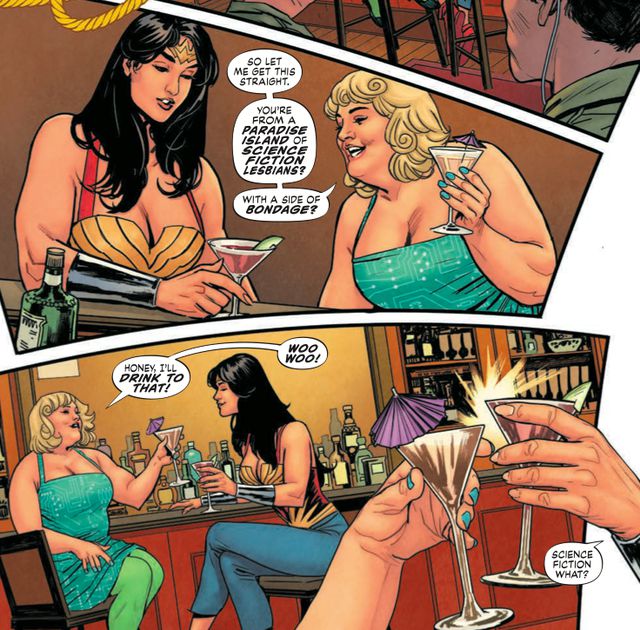 SO LET
ME GET THIS
STRAIGHT.
YOU'RE
FROM A
PARADISE
ISLAND OF
SCIENCE
FICTION
LESBIANS?
WITH A SIDE OF
BONDAGE?
HONEY, I'LL
DRINK TO
THAT!
WOO
WOO!
SCIENCE
FICTION
WHAT?